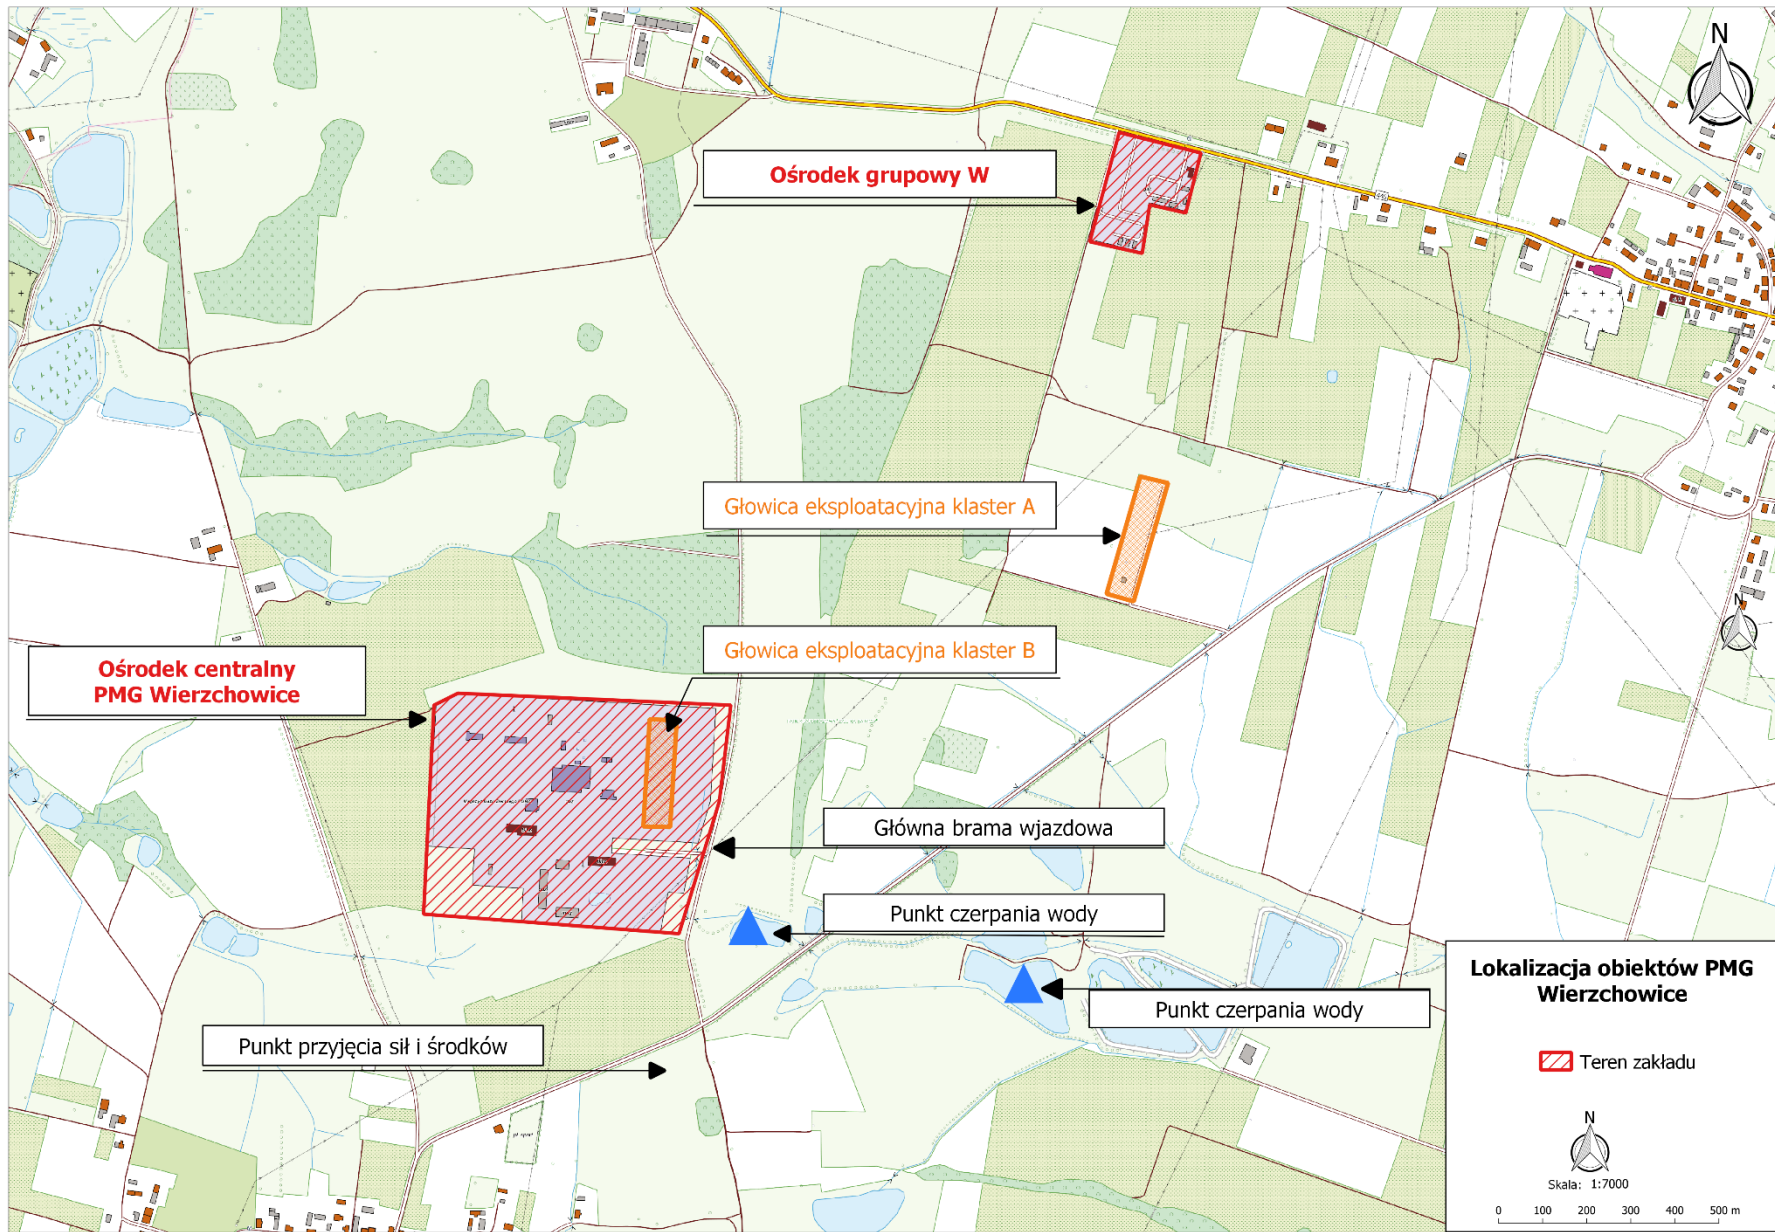 N
Ośrodek grupowy W
Głowica eksploatacyjna klaster A
N
Głowica eksploatacyjna klaster B
Ośrodek centralny
PMG Wierzchowice
Główna brama wjazdowa
Punkt czerpania wody
Punkt czerpania wody
Punkt przyjęcia sił i środków
Lokalizacja obiektów PMG
Wierzchowice
Teren zakładu
N
Skala: 1:7000
0 100 200 300 400 500 m